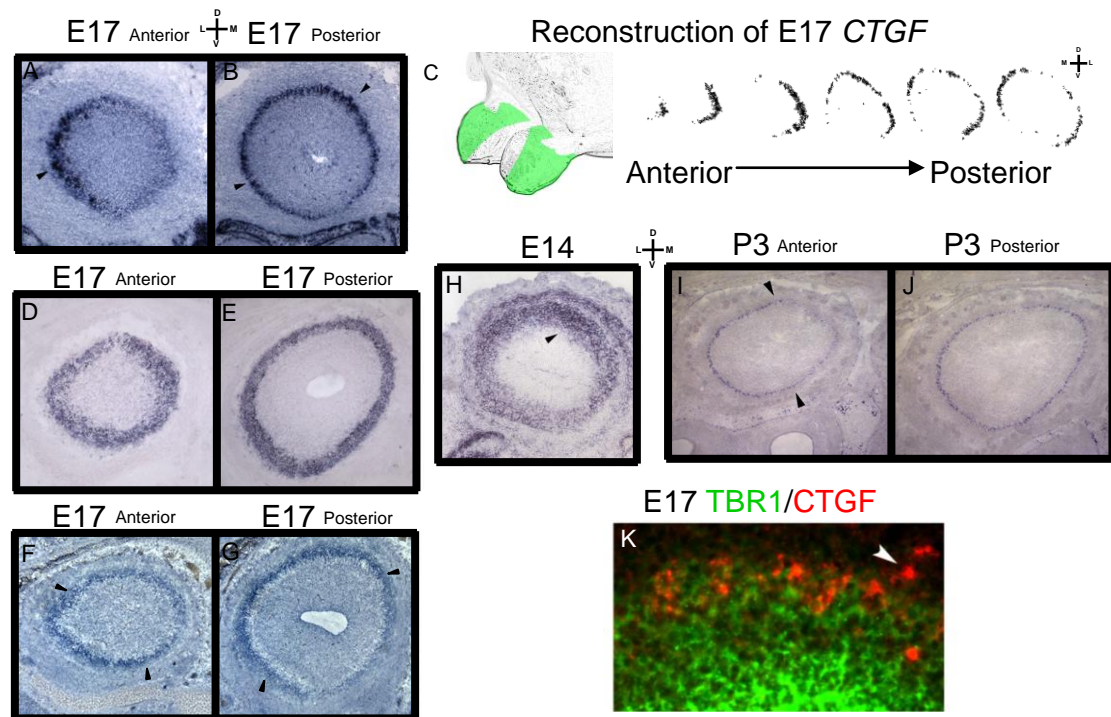 E17 Anterior
D
L M
V
E17 Posterior
A
B
Reconstruction of E17 CTGF
C
D
M L
V
Anterior
Posterior
E17 Anterior
E17 Posterior
D
E
E14
D
L M
V
P3 Anterior
P3 Posterior
H
I
J
E17 Anterior
E17 Posterior
F
G
E17 TBR1/CTGF
K